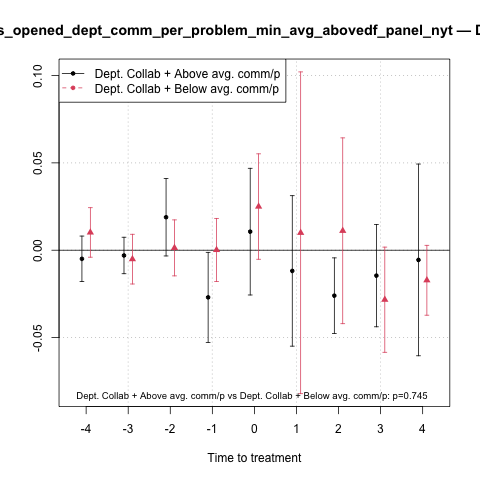 s_opened_dept_comm_per_problem_min_avg_abovedf_panel_nyt — D
Dept. Collab + Above avg. comm/p
Dept. Collab + Below avg. comm/p
0.10
0.05
0.00
-0.05
Dept. Collab + Above avg. comm/p vs Dept. Collab + Below avg. comm/p: p=0.745
-4 -3 -2 -1 0 1 2 3 4
Time to treatment